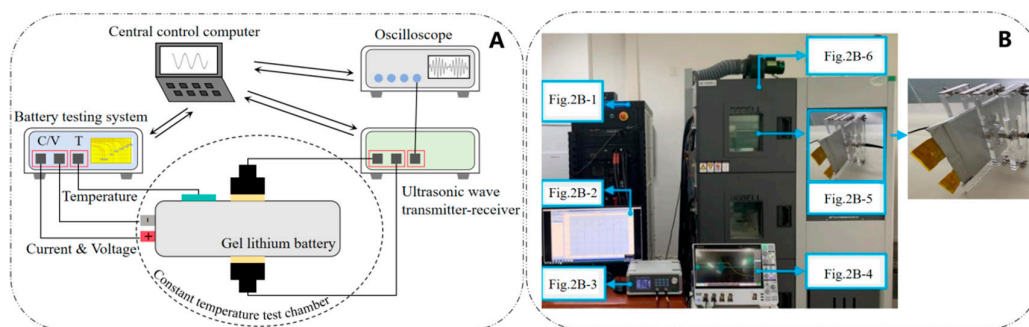 A
Central control computer
Oscilloscope
Battery testing system
C/V
T
Temperature
Ultrasonic wave
transmitter-receiver
Current & Voltage
Gel lithium battery
Constant temperature test chamber
B
Fig.2B-1
Fig.2B-2
Fig.2B-3
Fig.2B-6
Fig.2B-5
Fig.2B-4